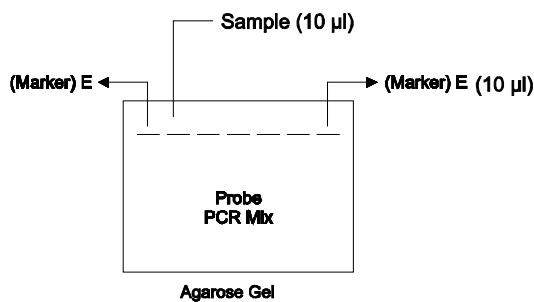 Sample (10 µl)
(Marker) E
(Marker) E (10 µl)
Probe
PCR Mix
Agarose Gel